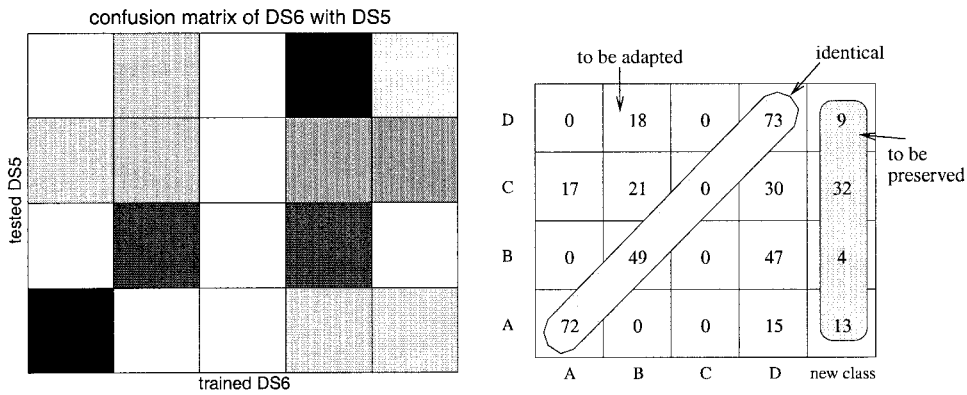 confusion matrix of DS6 with DS5
tested DS5
trained DS6
to be adapted
identical
D 0 18 0 73 9
to be
preserved
C 17 21 0 30 32
B 0 49 0 47 4
A 72 0 0 15 13
A B C D new class